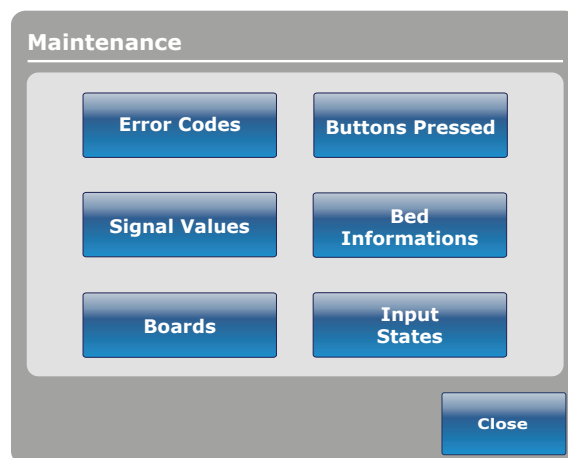 Maintenance
Error Codes
Buttons Pressed
Signal Values
Bed
Informations
Boards
Input
States
Close